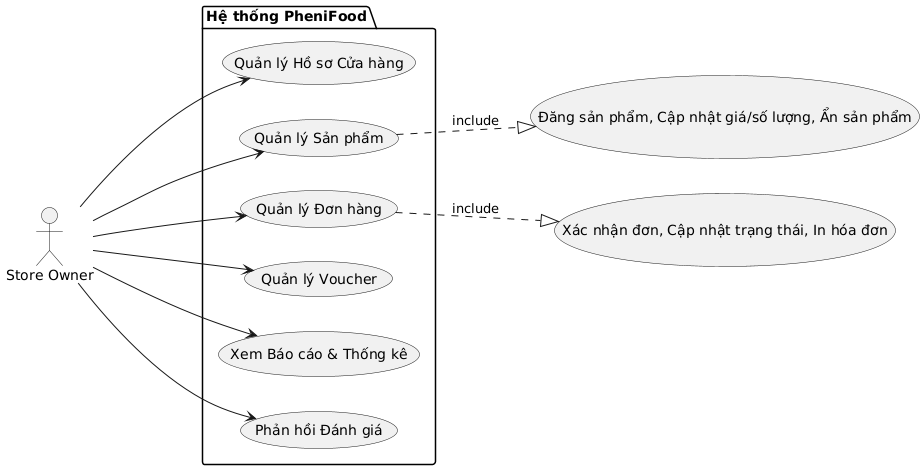 Hệ thống PheniFood
Quản lý Hồ sơ Cửa hàng
Quản lý Sản phẩm
include
Đăng sản phẩm, Cập nhật giá/số lượng, Ẩn sản phẩm
Quản lý Đơn hàng
include
Xác nhận đơn, Cập nhật trạng thái, In hóa đơn
Store Owner
Quản lý Voucher
Xem Báo cáo & Thống kê
Phản hồi Đánh giá